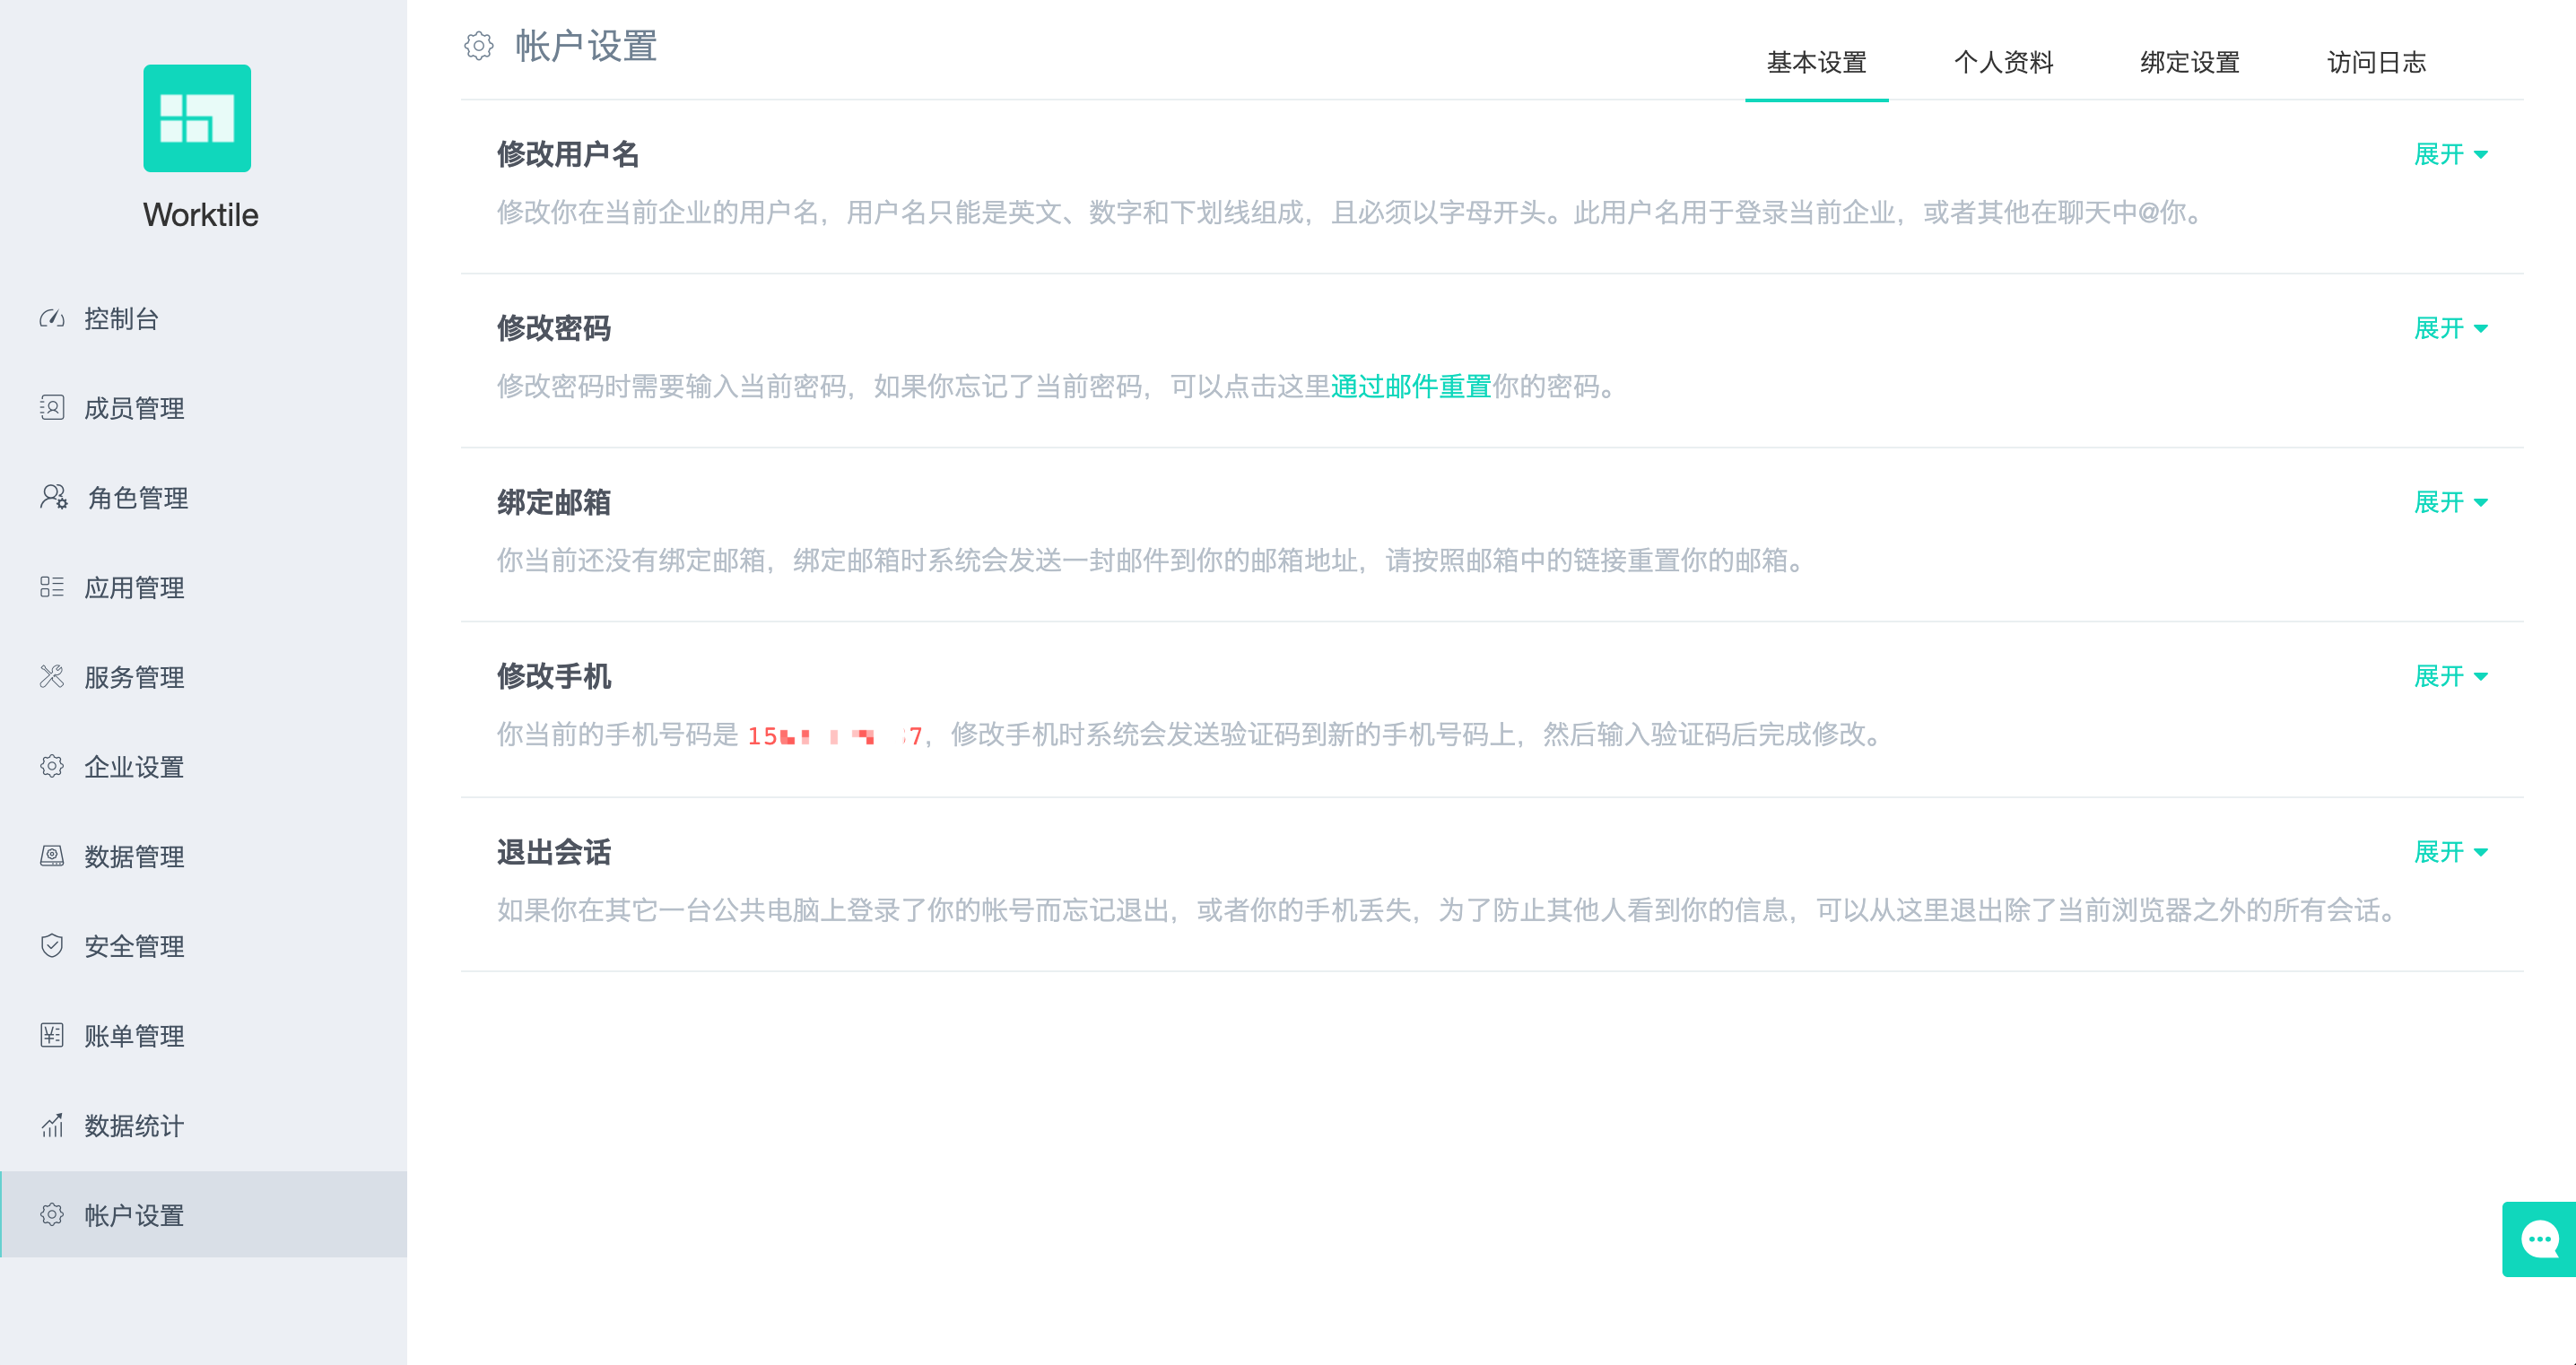 Worktile
控制台
成员管理
角色管理
应用管理
服务管理
企业设置
数据管理
安全管理
账单管理
数据统计
帐户设置
帐户设置
基本设置 个人资料 绑定设置 访问日志
修改用户名 展开
修改你在当前企业的用户名，用户名只能是英文、数字和下划线组成，且必须以字母开头。此用户名用于登录当前企业，或者其他在聊天中@你。
修改密码 展开
修改密码时需要输入当前密码，如果你忘记了当前密码，可以点击这里通过邮件重置你的密码。
绑定邮箱 展开
你当前还没有绑定邮箱，绑定邮箱时系统会发送一封邮件到你的邮箱地址，请按照邮箱中的链接重置你的邮箱。
修改手机 展开
你当前的手机号码是 15 7，修改手机时系统会发送验证码到新的手机号码上，然后输入验证码后完成修改。
退出会话 展开
如果你在其它一台公共电脑上登录了你的帐号而忘记退出，或者你的手机丢失，为了防止其他人看到你的信息，可以从这里退出除了当前浏览器之外的所有会话。